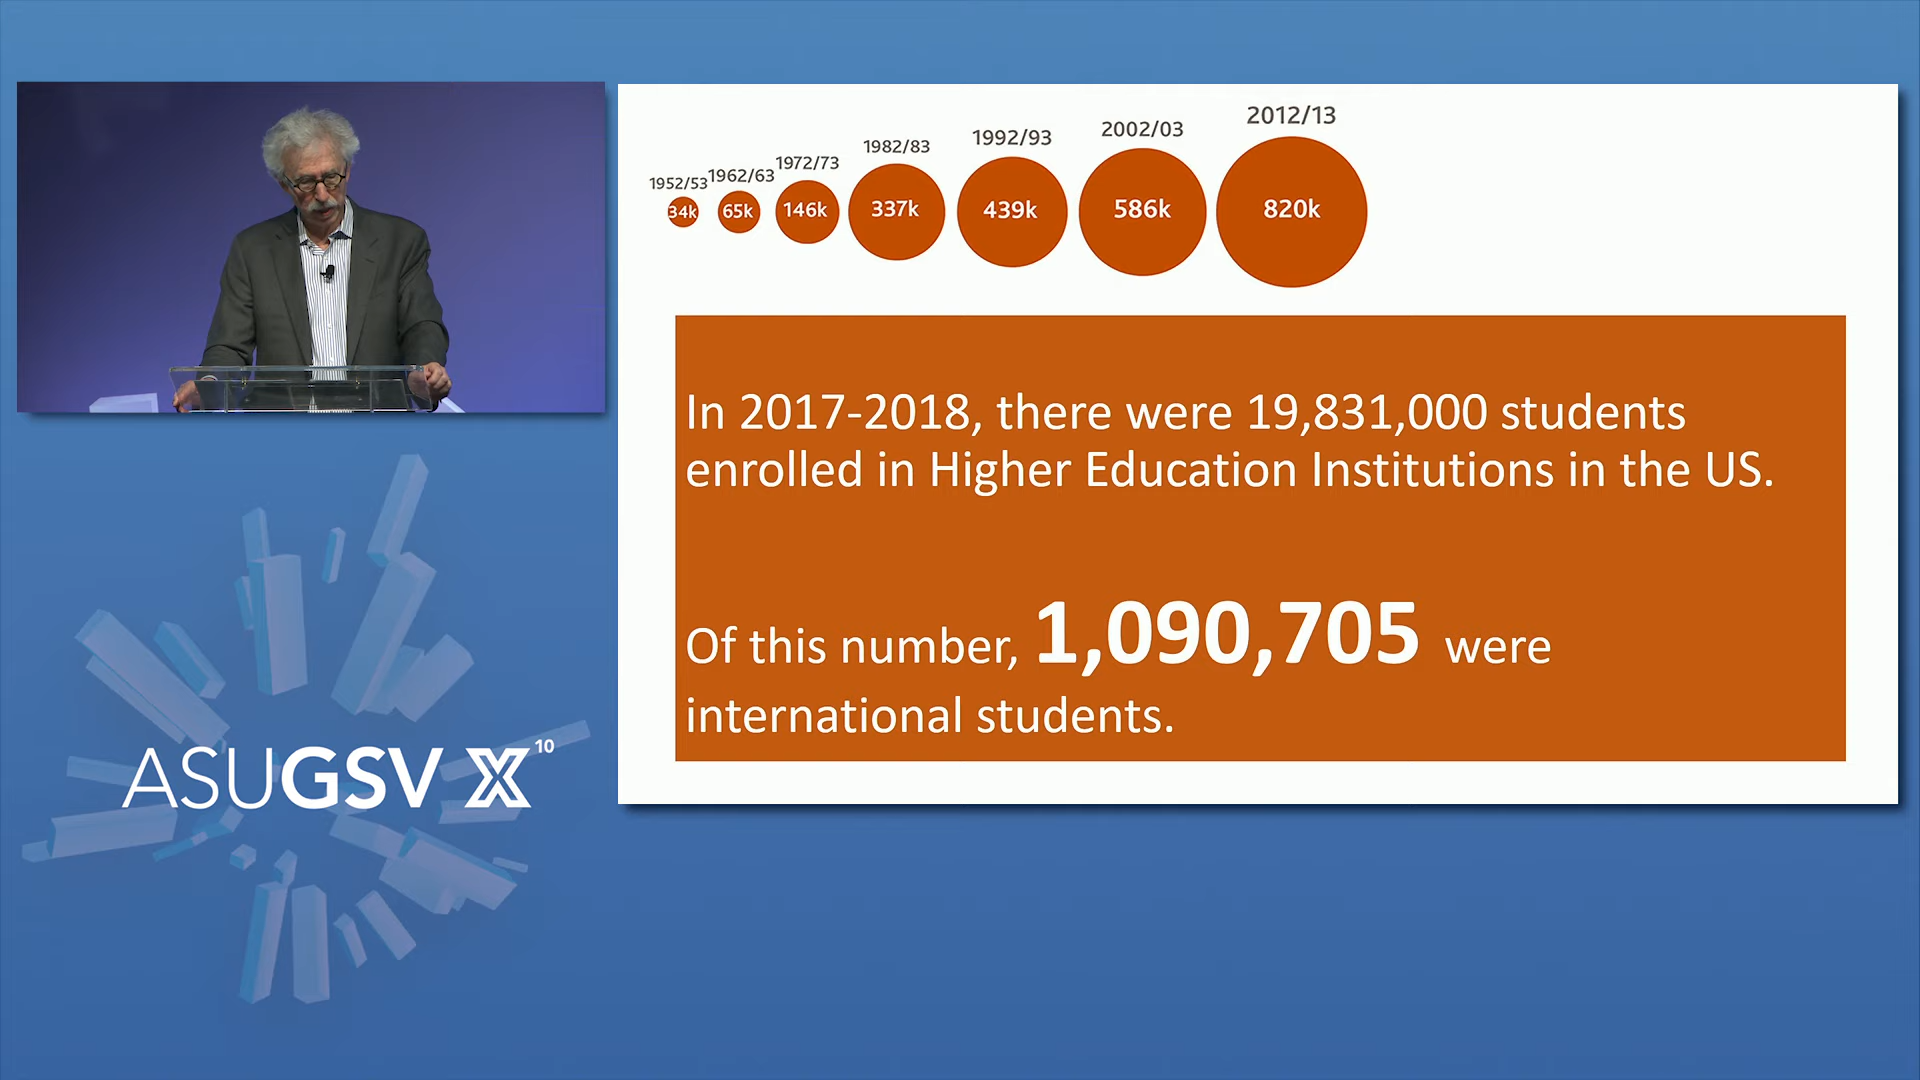 1952/53
1962/63
1972/73
1982/83
1992/93
2002/03
2012/13
34k
65k
146k
337k
439k
586k
820k
In 2017-2018, there were 19,831,000 students
enrolled in Higher Education Institutions in the US.
Of this number, 1,090,705 were
international students.
ASUGSV X10